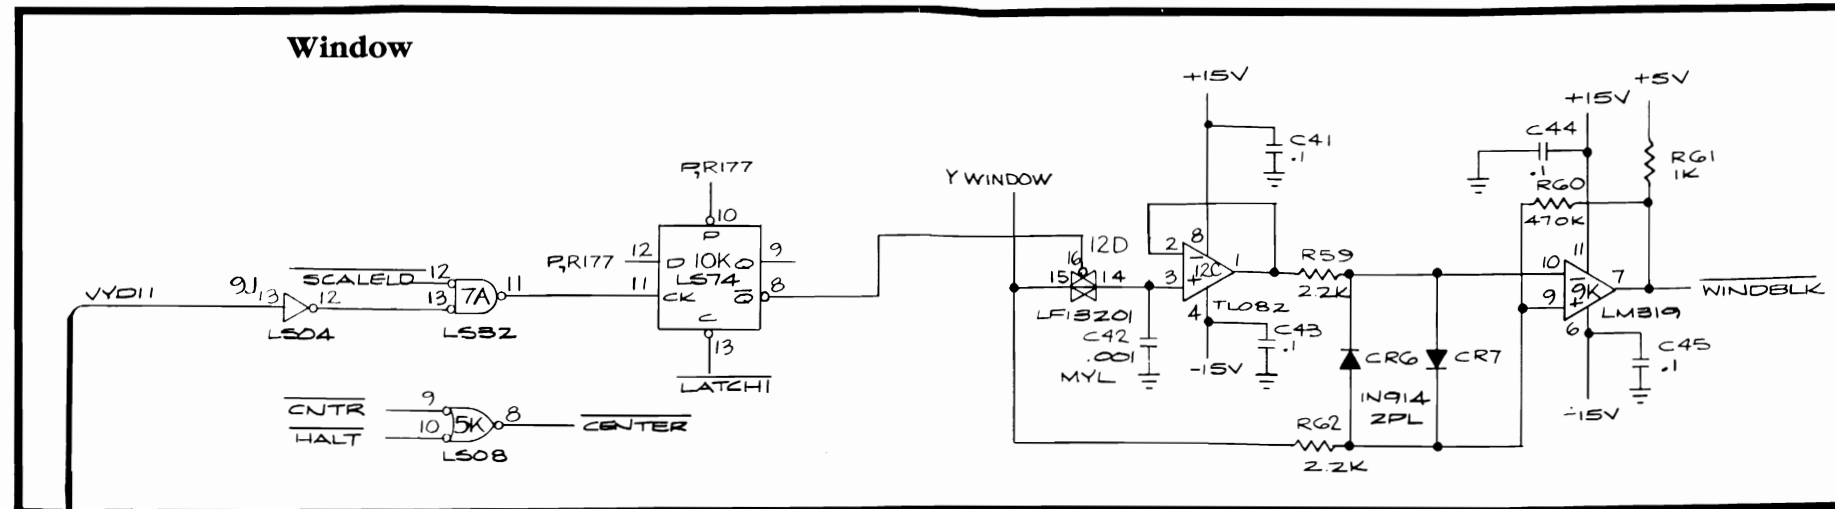 Window
+15V
+5V
+15V
C44
C41
.1
.1
R61
1K
P,R177
Y WINDOW
R60
470K
10
P
12
D
10K
Q
9
LS74
P,R177
11
CK
Q
8
C
13
LATCH1
SCALELD
12
11
7A
13
LS32
9J
13
12
LS04
VYD11
12D
16
15
14
LF13201
C42
.001
MYL
2
8
-
1
12C
3
+
TL082
4
C43
.1
-15V
R59
2.2K
10
11
-
7
9K
9
+
LM319
6
WINDBLK
C45
.1
-15V
CR6
CR7
1N914
2PL
R62
2.2K
CNTR
9
8
5K
CENTER
HALT
10
LS08